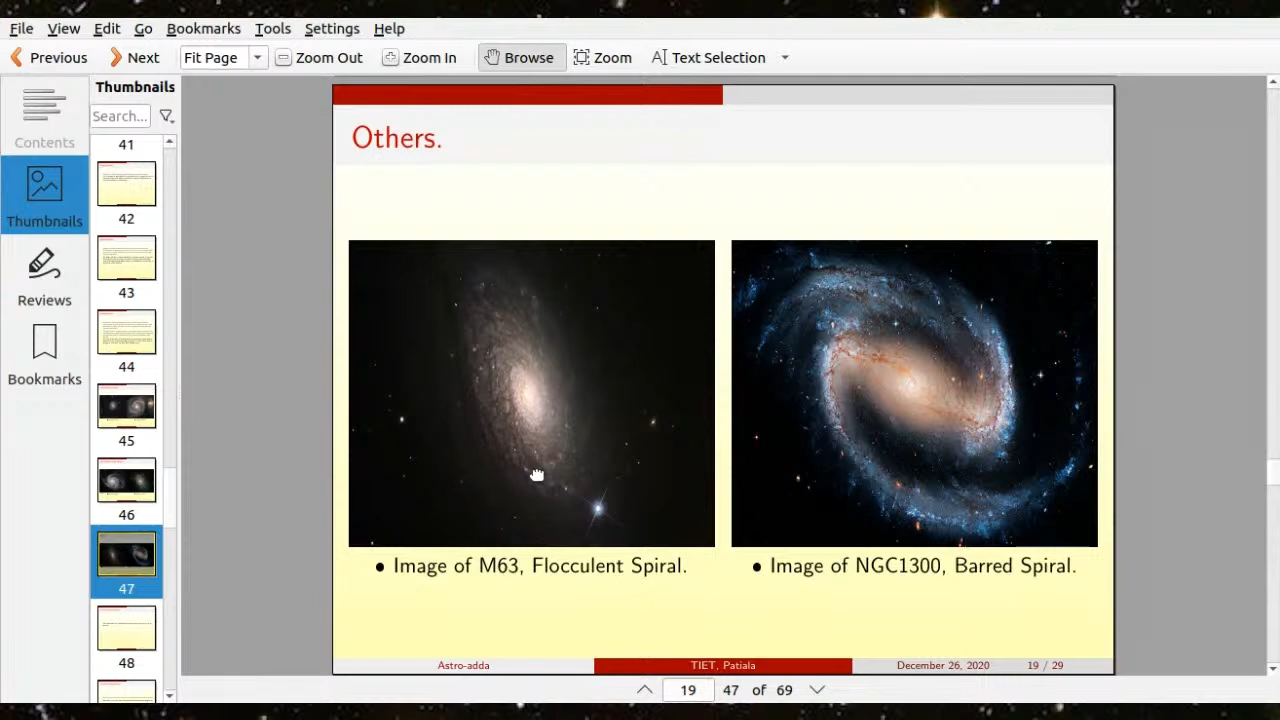 File View Edit Go Bookmarks Tools Settings Help
Previous Next Fit Page Zoom Out Zoom In Browse Zoom Text Selection
Contents
Thumbnails
Reviews
Bookmarks
Thumbnails
Search...
41
42
43
44
45
46
47
48
Others.
• Image of M63, Flocculent Spiral.
• Image of NGC1300, Barred Spiral.
Astro-adda TIET, Patiala December 26, 2020 19 / 29
19 47 of 69